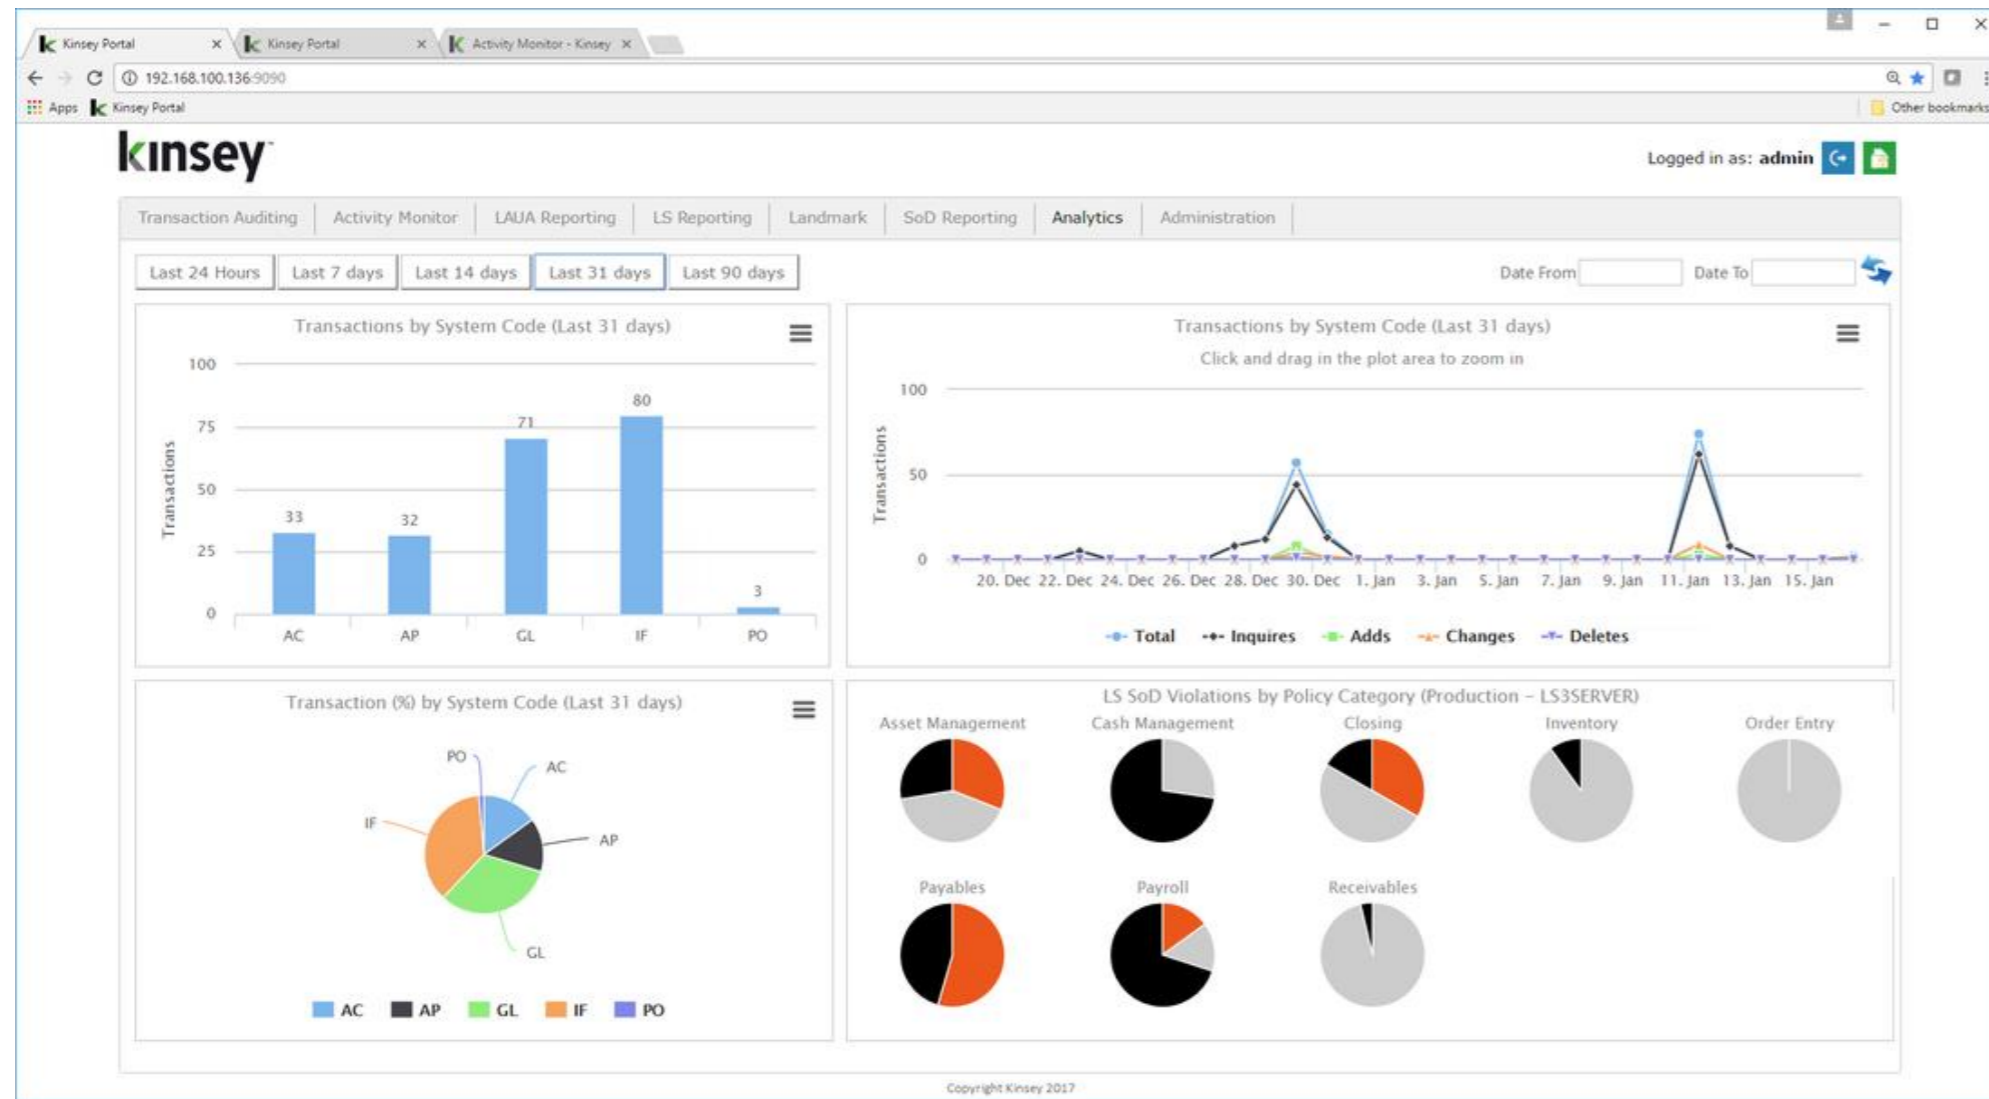 Kinsey Portal
Kinsey Portal
Activity Monitor - Kinsey
192.168.100.136:9090
Apps
Kinsey Portal
Other bookmarks
kinsey
Logged in as: admin
Transaction Auditing
Activity Monitor
LAUA Reporting
LS Reporting
Landmark
SoD Reporting
Analytics
Administration
Last 24 Hours
Last 7 days
Last 14 days
Last 31 days
Last 90 days
Date From
Date To
Transactions by System Code (Last 31 days)
Transactions
100
75
50
25
0
33
32
71
80
3
AC
AP
GL
IF
PO
Transactions by System Code (Last 31 days)
Click and drag in the plot area to zoom in
Transactions
100
50
0
20. Dec 22. Dec 24. Dec 26. Dec 28. Dec 30. Dec 1. Jan 3. Jan 5. Jan 7. Jan 9. Jan 11. Jan 13. Jan 15. Jan
Total Inquires Adds Changes Deletes
Transaction (%) by System Code (Last 31 days)
PO
AC
IF
AP
GL
AC AP GL IF PO
LS SoD Violations by Policy Category (Production - LS3SERVER)
Asset Management
Cash Management
Closing
Inventory
Order Entry
Payables
Payroll
Receivables
Copyright Kinsey 2017